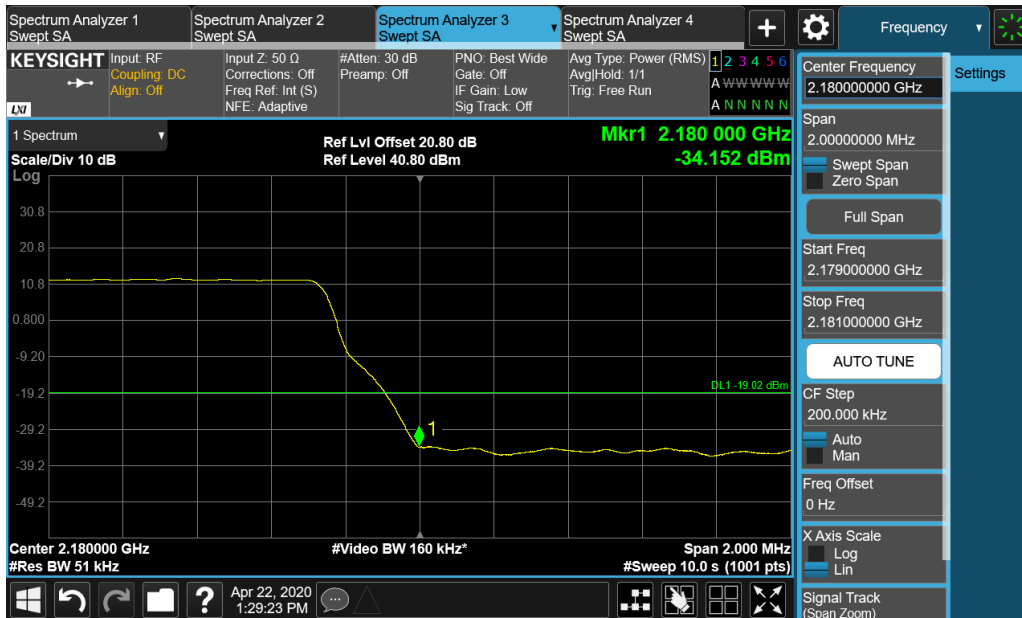 Spectrum Analyzer 1
Swept SA
Spectrum Analyzer 2
Swept SA
Spectrum Analyzer 3
Swept SA
Spectrum Analyzer 4
Swept SA
+
Frequency
KEYSIGHT
LXI
Input: RF
Coupling: DC
Align: Off
Input Z: 50 Ω
Corrections: Off
Freq Ref: Int (S)
NFE: Adaptive
#Atten: 30 dB
Preamp: Off
PNO: Best Wide
Gate: Off
IF Gain: Low
Sig Track: Off
Avg Type: Power (RMS)
Avg|Hold: 1/1
Trig: Free Run
1 2 3 4 5 6
A W W W W W
A N N N N N
1 Spectrum
Scale/Div 10 dB
Log
Ref Lvl Offset 20.80 dB
Ref Level 40.80 dBm
Mkr1 2.180 000 GHz
-34.152 dBm
30.8
20.8
10.8
0.800
-9.20
-19.2
-29.2
-39.2
-49.2
DL1 -19.02 dBm
1
Center 2.180000 GHz
#Res BW 51 kHz
#Video BW 160 kHz*
Span 2.000 MHz
#Sweep 10.0 s (1001 pts)
Center Frequency
2.180000000 GHz
Settings
Span
2.00000000 MHz
Swept Span
Zero Span
Full Span
Start Freq
2.179000000 GHz
Stop Freq
2.181000000 GHz
AUTO TUNE
CF Step
200.000 kHz
Auto
Man
Freq Offset
0 Hz
X Axis Scale
Log
Lin
Signal Track
(Span Zoom)
?
Apr 22, 2020
1:29:23 PM